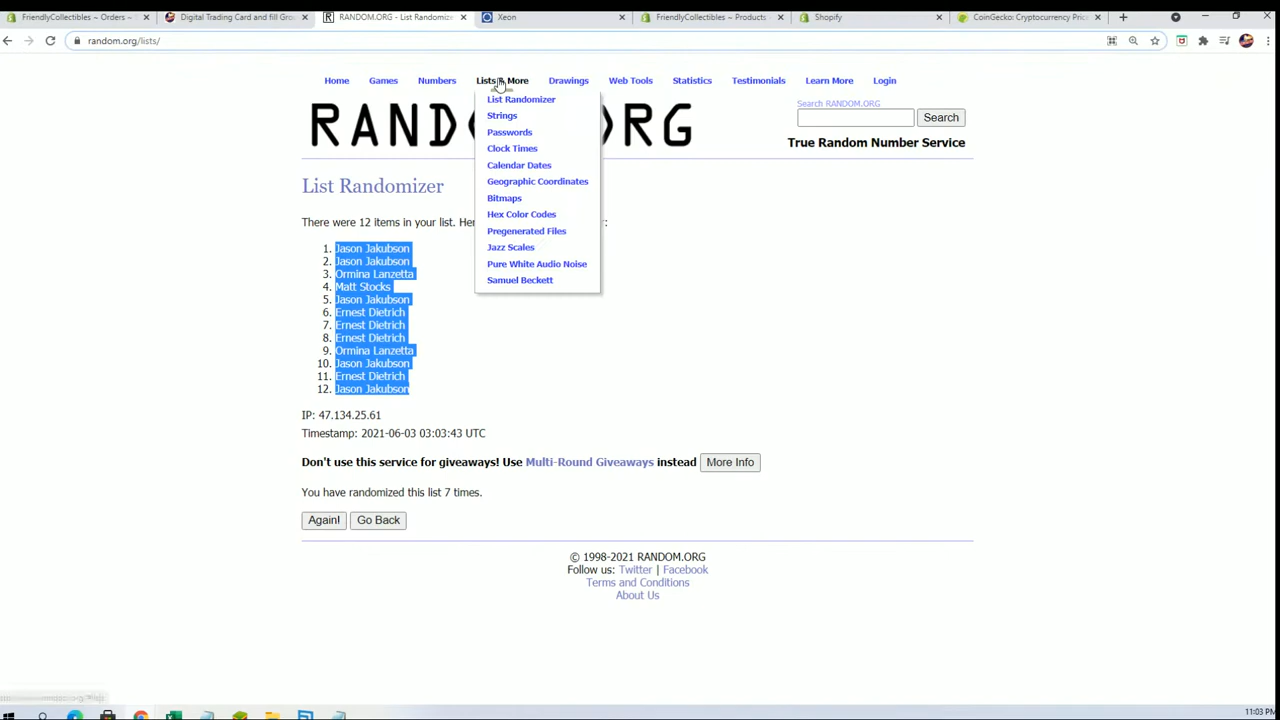 FriendlyCollectibles ~ Orders ~ S
Digital Trading Card and fill Gro
RANDOM.ORG - List Randomizer
Xeon
FriendlyCollectibles ~ Products ~
Shopify
CoinGecko: Cryptocurrency Pric
random.org/lists/
Home
Games
Numbers
Lists & More
Drawings
Web Tools
Statistics
Testimonials
Learn More
Login
List Randomizer
Strings
Passwords
Clock Times
Calendar Dates
Geographic Coordinates
Bitmaps
Hex Color Codes
Pregenerated Files
Jazz Scales
Pure White Audio Noise
Samuel Beckett
Search RANDOM.ORG
Search
True Random Number Service
List Randomizer
There were 12 items in your list. Her
1. Jason Jakubson
2. Jason Jakubson
3. Ormina Lanzetta
4. Matt Stocks
5. Jason Jakubson
6. Ernest Dietrich
7. Ernest Dietrich
8. Ernest Dietrich
9. Ormina Lanzetta
10. Jason Jakubson
11. Ernest Dietrich
12. Jason Jakubson
IP: 47.134.25.61
Timestamp: 2021-06-03 03:03:43 UTC
Don't use this service for giveaways! Use Multi-Round Giveaways instead More Info
You have randomized this list 7 times.
Again! Go Back
© 1998-2021 RANDOM.ORG
Follow us: Twitter | Facebook
Terms and Conditions
About Us
11:03 PM